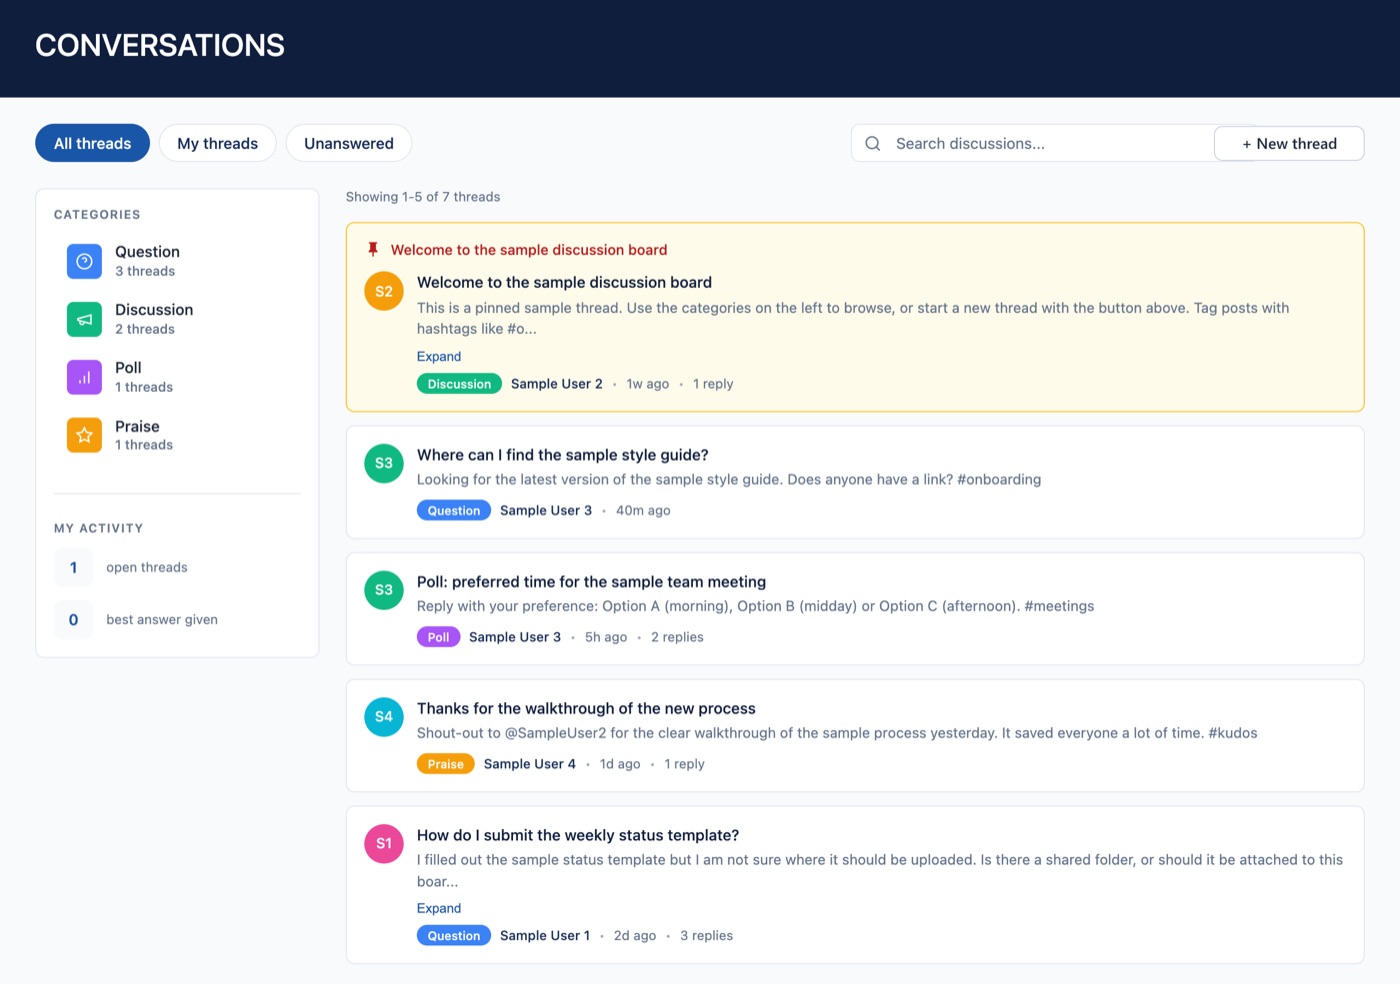 CONVERSATIONS
All threads
My threads
Unanswered
Search discussions...
+ New thread
CATEGORIES
Question
3 threads
Discussion
2 threads
Poll
1 threads
Praise
1 threads
MY ACTIVITY
1 open threads
0 best answer given
Showing 1-5 of 7 threads
Welcome to the sample discussion board
S2
Welcome to the sample discussion board
This is a pinned sample thread. Use the categories on the left to browse, or start a new thread with the button above. Tag posts with
hashtags like #o...
Expand
Discussion Sample User 2 • 1w ago • 1 reply
S3
Where can I find the sample style guide?
Looking for the latest version of the sample style guide. Does anyone have a link? #onboarding
Question Sample User 3 • 40m ago
S3
Poll: preferred time for the sample team meeting
Reply with your preference: Option A (morning), Option B (midday) or Option C (afternoon). #meetings
Poll Sample User 3 • 5h ago • 2 replies
S4
Thanks for the walkthrough of the new process
Shout-out to @SampleUser2 for the clear walkthrough of the sample process yesterday. It saved everyone a lot of time. #kudos
Praise Sample User 4 • 1d ago • 1 reply
S1
How do I submit the weekly status template?
I filled out the sample status template but I am not sure where it should be uploaded. Is there a shared folder, or should it be attached to this
boar...
Expand
Question Sample User 1 • 2d ago • 3 replies